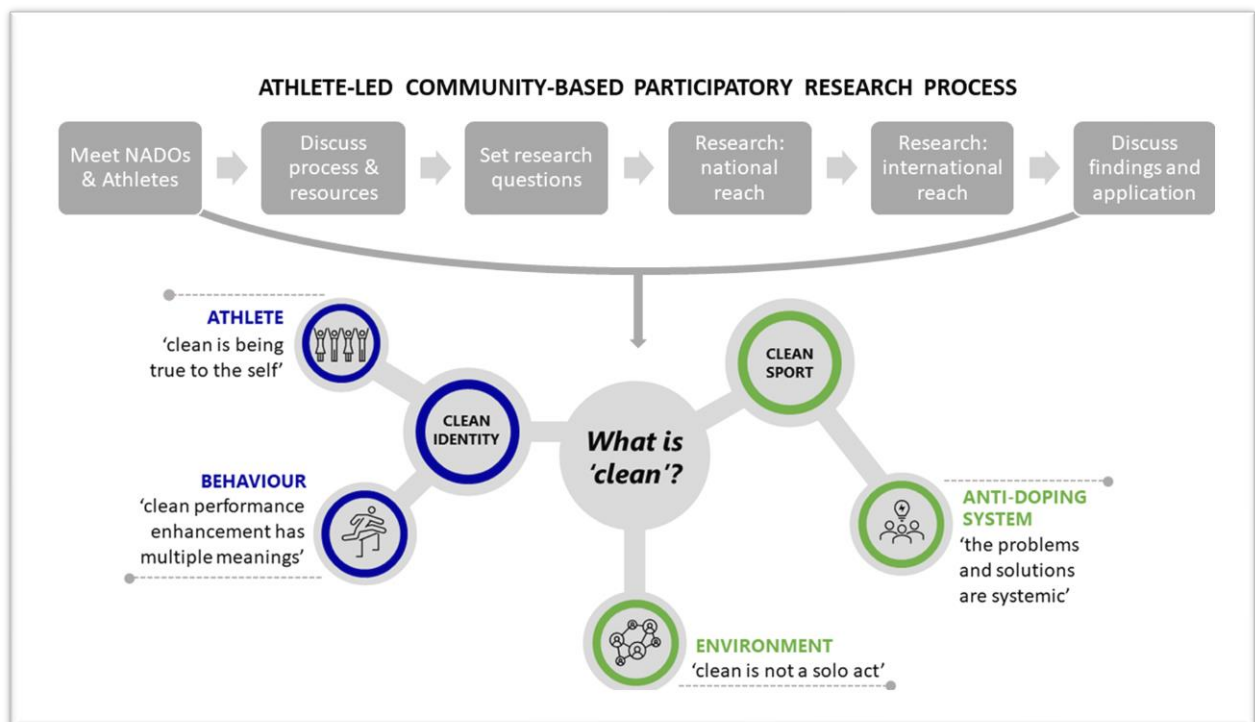 ATHLETE-LED COMMUNITY-BASED PARTICIPATORY RESEARCH PROCESS
Meet NADOs
& Athletes
Discuss
process &
resources
Set research
questions
Research:
national
reach
Research:
international
reach
Discuss
findings and
application
ATHLETE
‘clean is being
true to the self’
CLEAN
IDENTITY
BEHAVIOUR
‘clean performance
enhancement has
multiple meanings’
What is
‘clean’?
CLEAN
SPORT
ANTI-DOPING
SYSTEM
‘the problems
and solutions
are systemic’
ENVIRONMENT
‘clean is not a solo act’